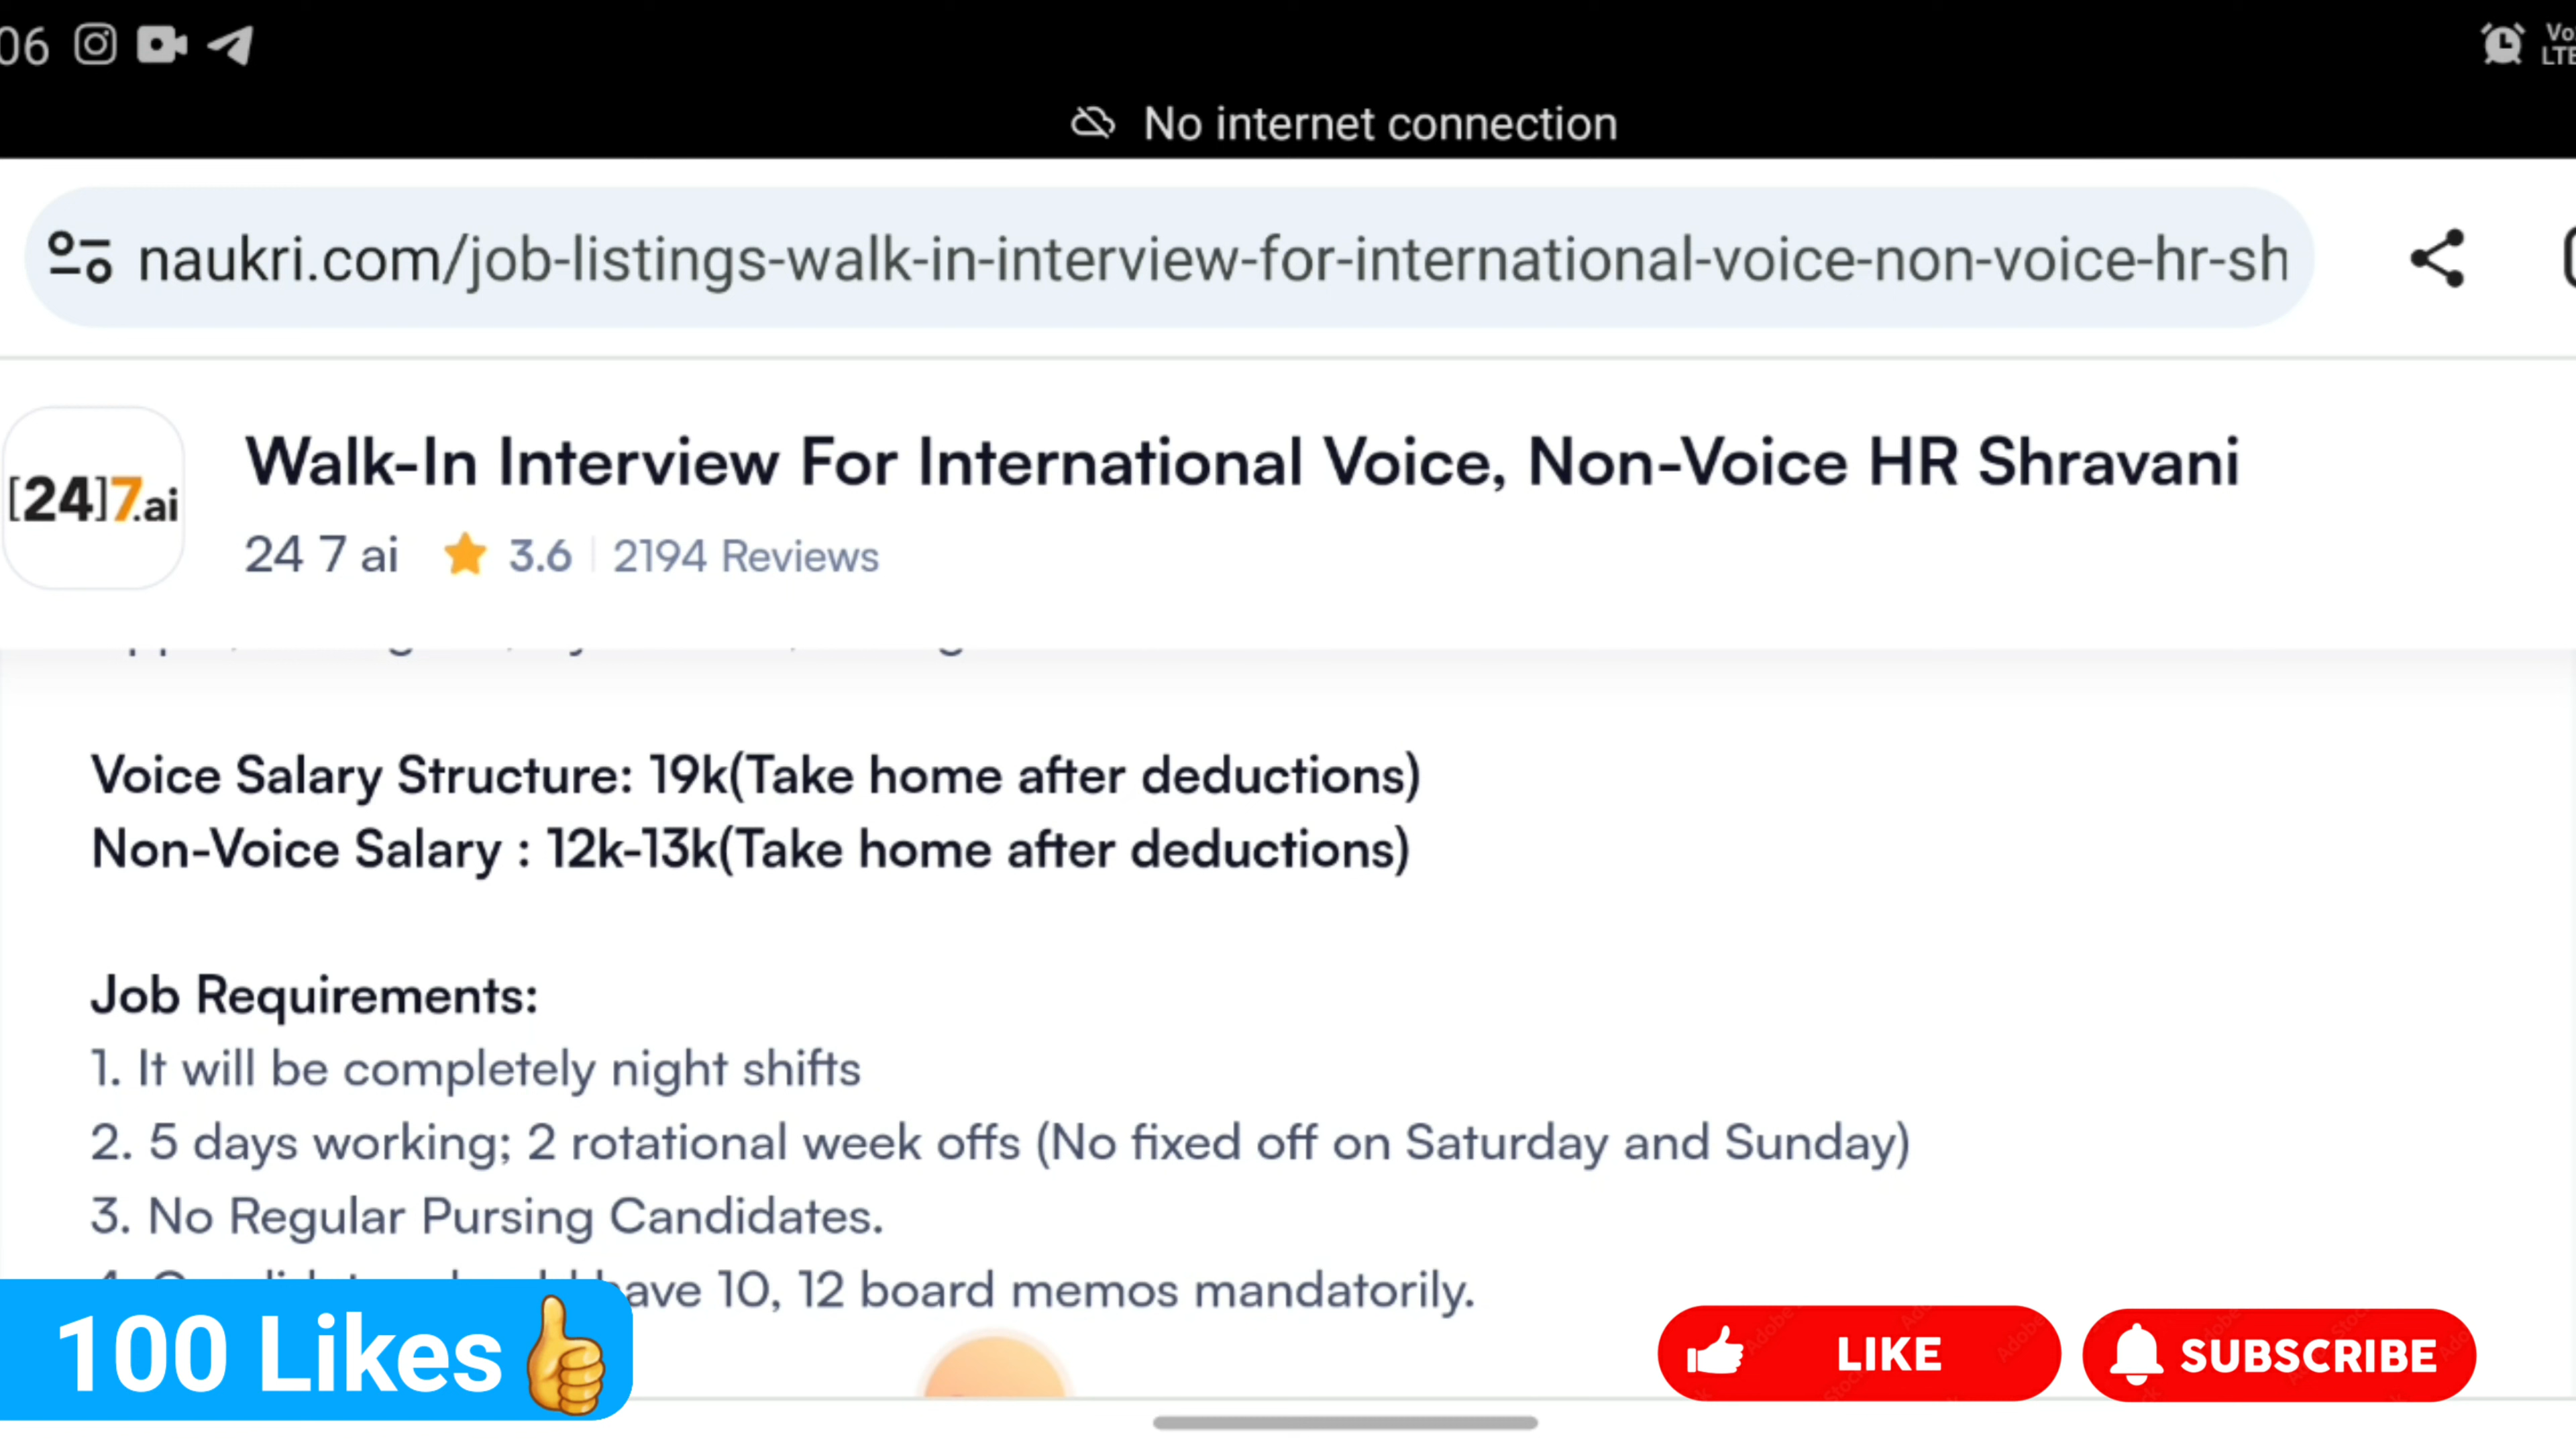 06
Vo
LTE
No internet connection
naukri.com/job-listings-walk-in-interview-for-international-voice-non-voice-hr-sh
[24]7.ai
Walk-In Interview For International Voice, Non-Voice HR Shravani
24 7 ai 3.6 2194 Reviews
Voice Salary Structure: 19k(Take home after deductions)
Non-Voice Salary : 12k-13k(Take home after deductions)
Job Requirements:
1. It will be completely night shifts
2. 5 days working; 2 rotational week offs (No fixed off on Saturday and Sunday)
3. No Regular Pursing Candidates.
ave 10, 12 board memos mandatorily.
100 Likes
LIKE
SUBSCRIBE